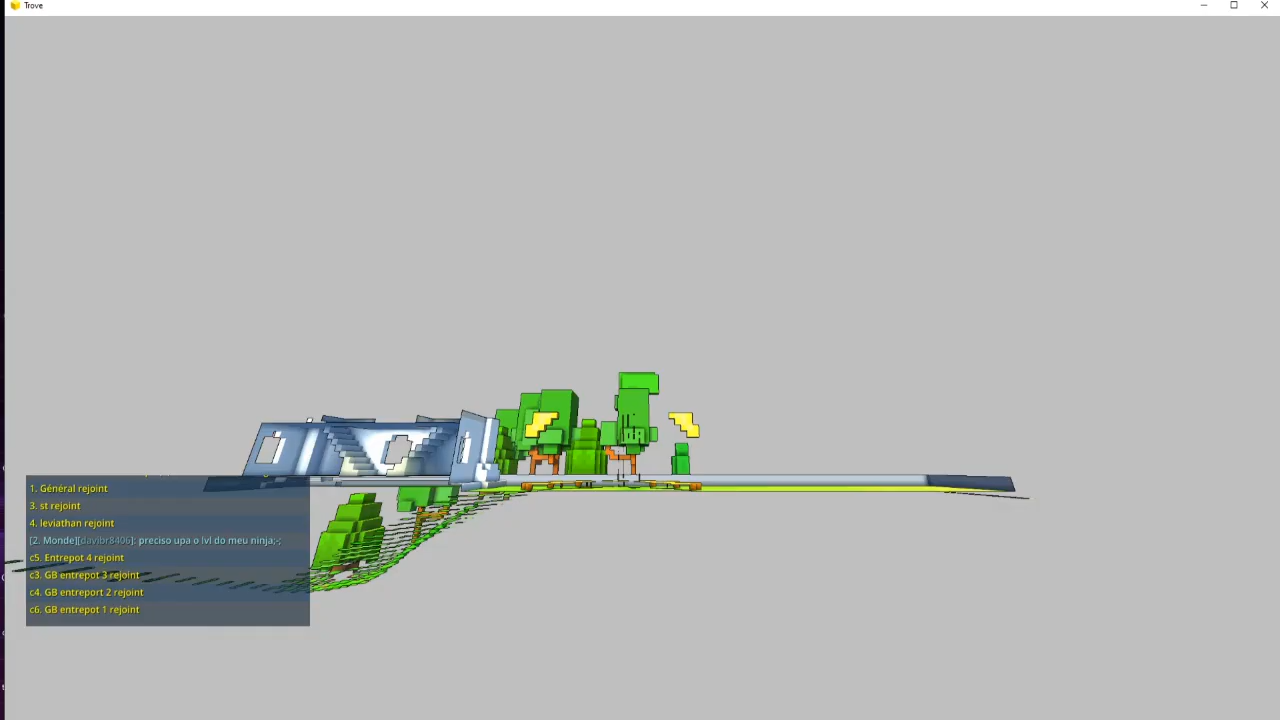 Trove
1. Général rejoint
3. st rejoint
4. leviathan rejoint
[2. Monde][davibr8406]: preciso upa o lvl do meu ninja;-;
c5. Entrepot 4 rejoint
c3. GB entrepot 3 rejoint
c4. GB entreport 2 rejoint
c6. GB entrepot 1 rejoint